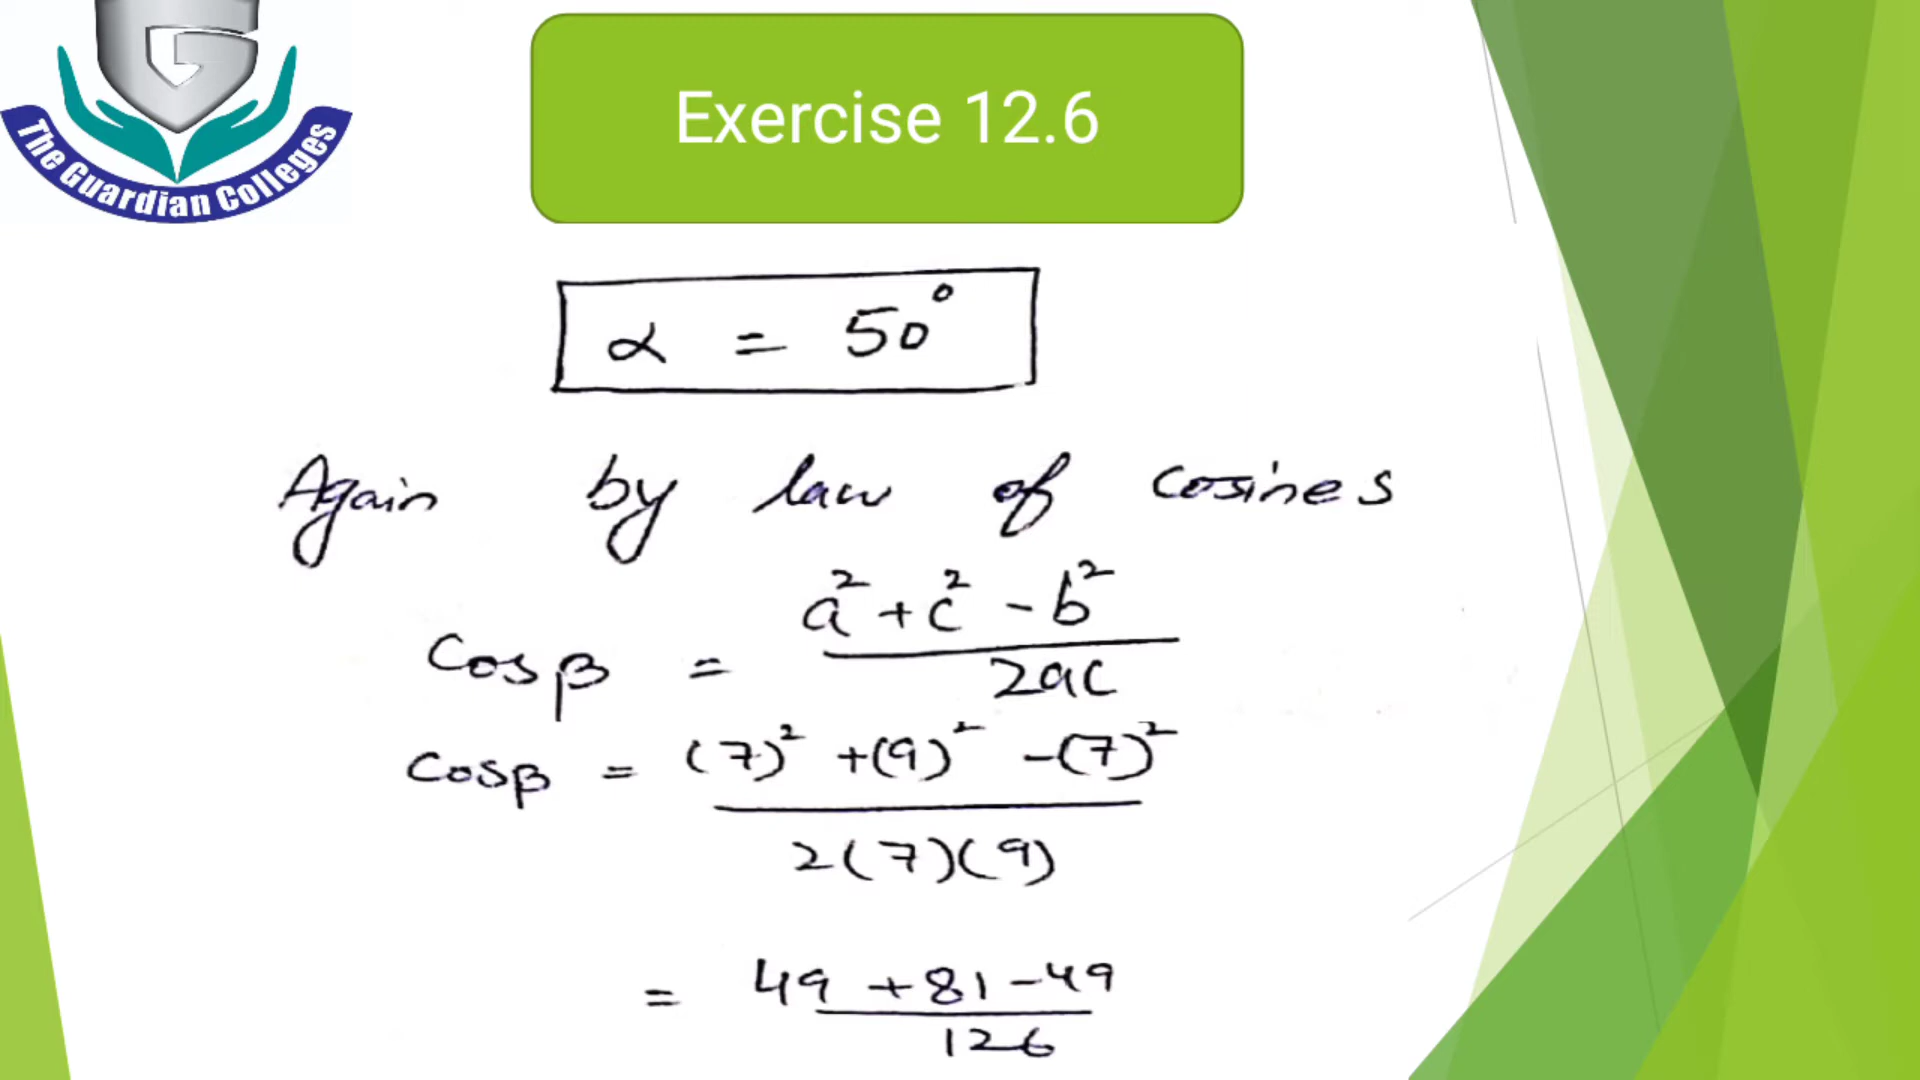 The Guardian Colleges
Exercise 12.6
α = 50°
Again by law of cosines
Cosβ = a² + c² - b² / 2ac
Cosβ = (7)² + (9)² - (7)² / 2(7)(9)
= 49 + 81 - 49 / 126